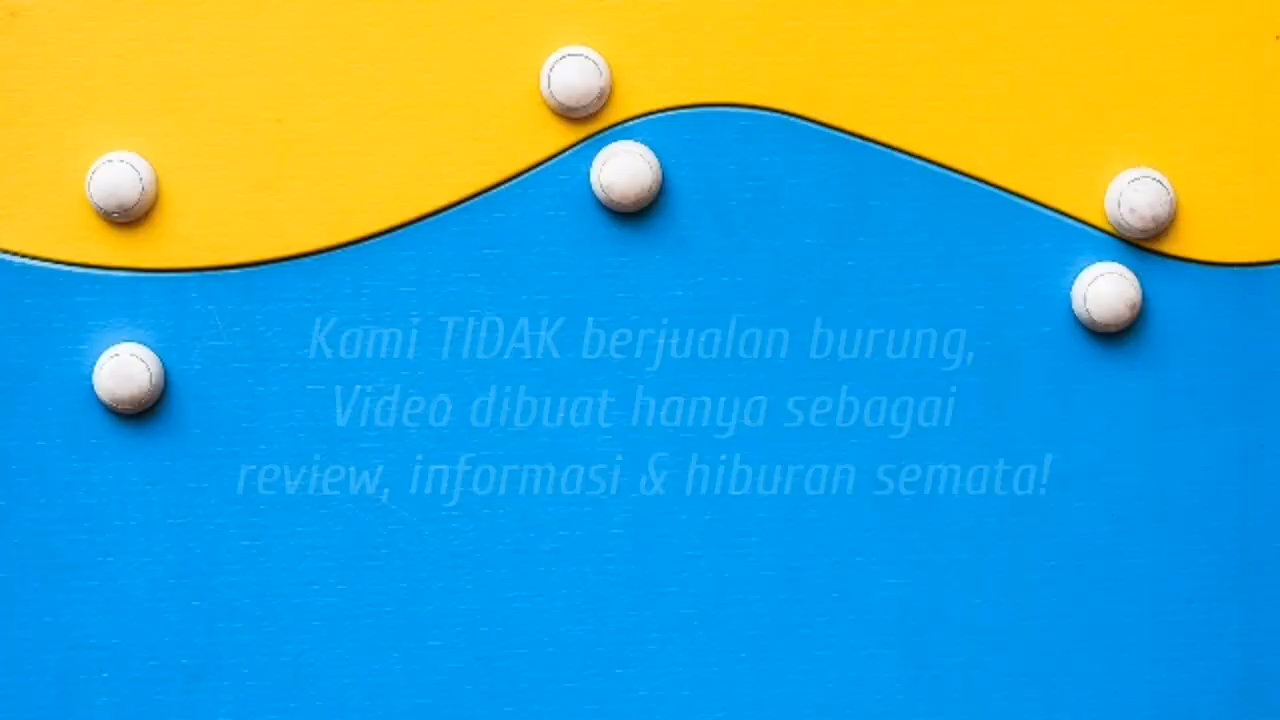 Kami TIDAK berjualan burung,
Video dibuat hanya sebagai
review, informasi & hiburan semata!